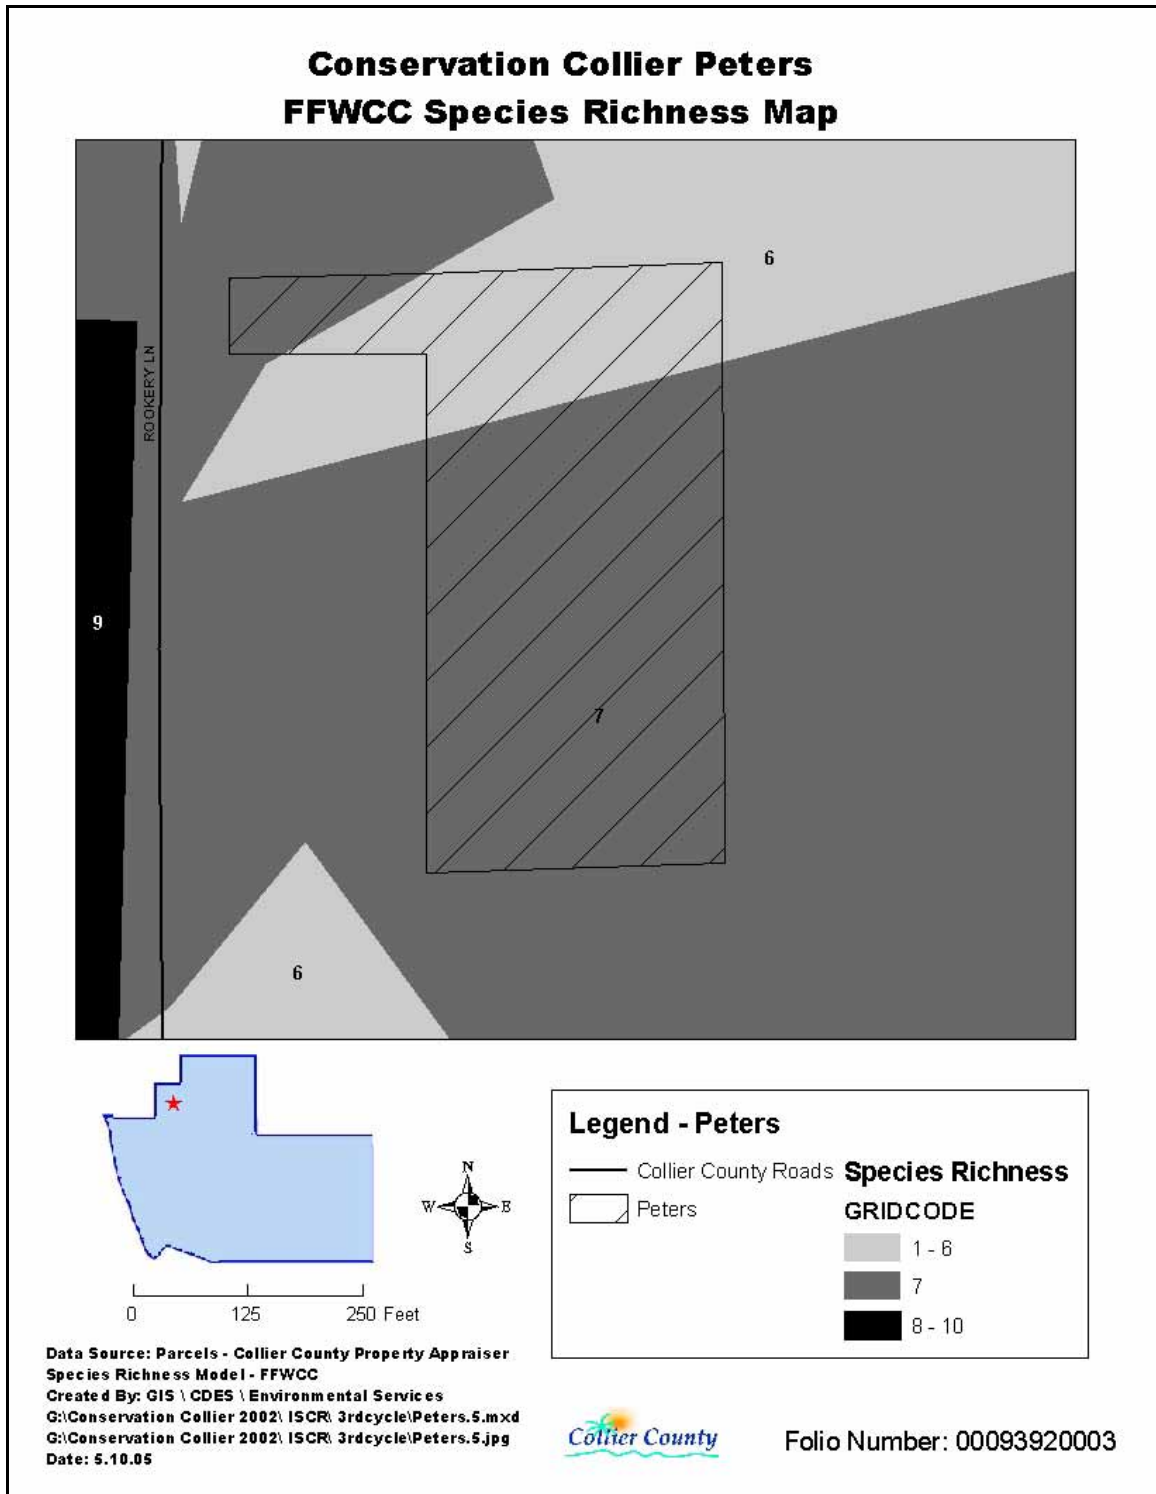 Conservation Collier Peters
FFWCC Species Richness Map
6
ROOKERY LN
9
7
6
N
W E
S
0 125 250 Feet
Legend - Peters
Collier County Roads
Peters
Species Richness
GRIDCODE
1 - 6
7
8 - 10
Data Source: Parcels - Collier County Property Appraiser
Species Richness Model - FFWCC
Created By: GIS \ CDES \ Environmental Services
G:\Conservation Collier 2002\ ISCR\ 3rdcycle\Peters.5.mxd
G:\Conservation Collier 2002\ ISCR\ 3rdcycle\Peters.5.jpg
Date: 5.10.05
Collier County
Folio Number: 00093920003